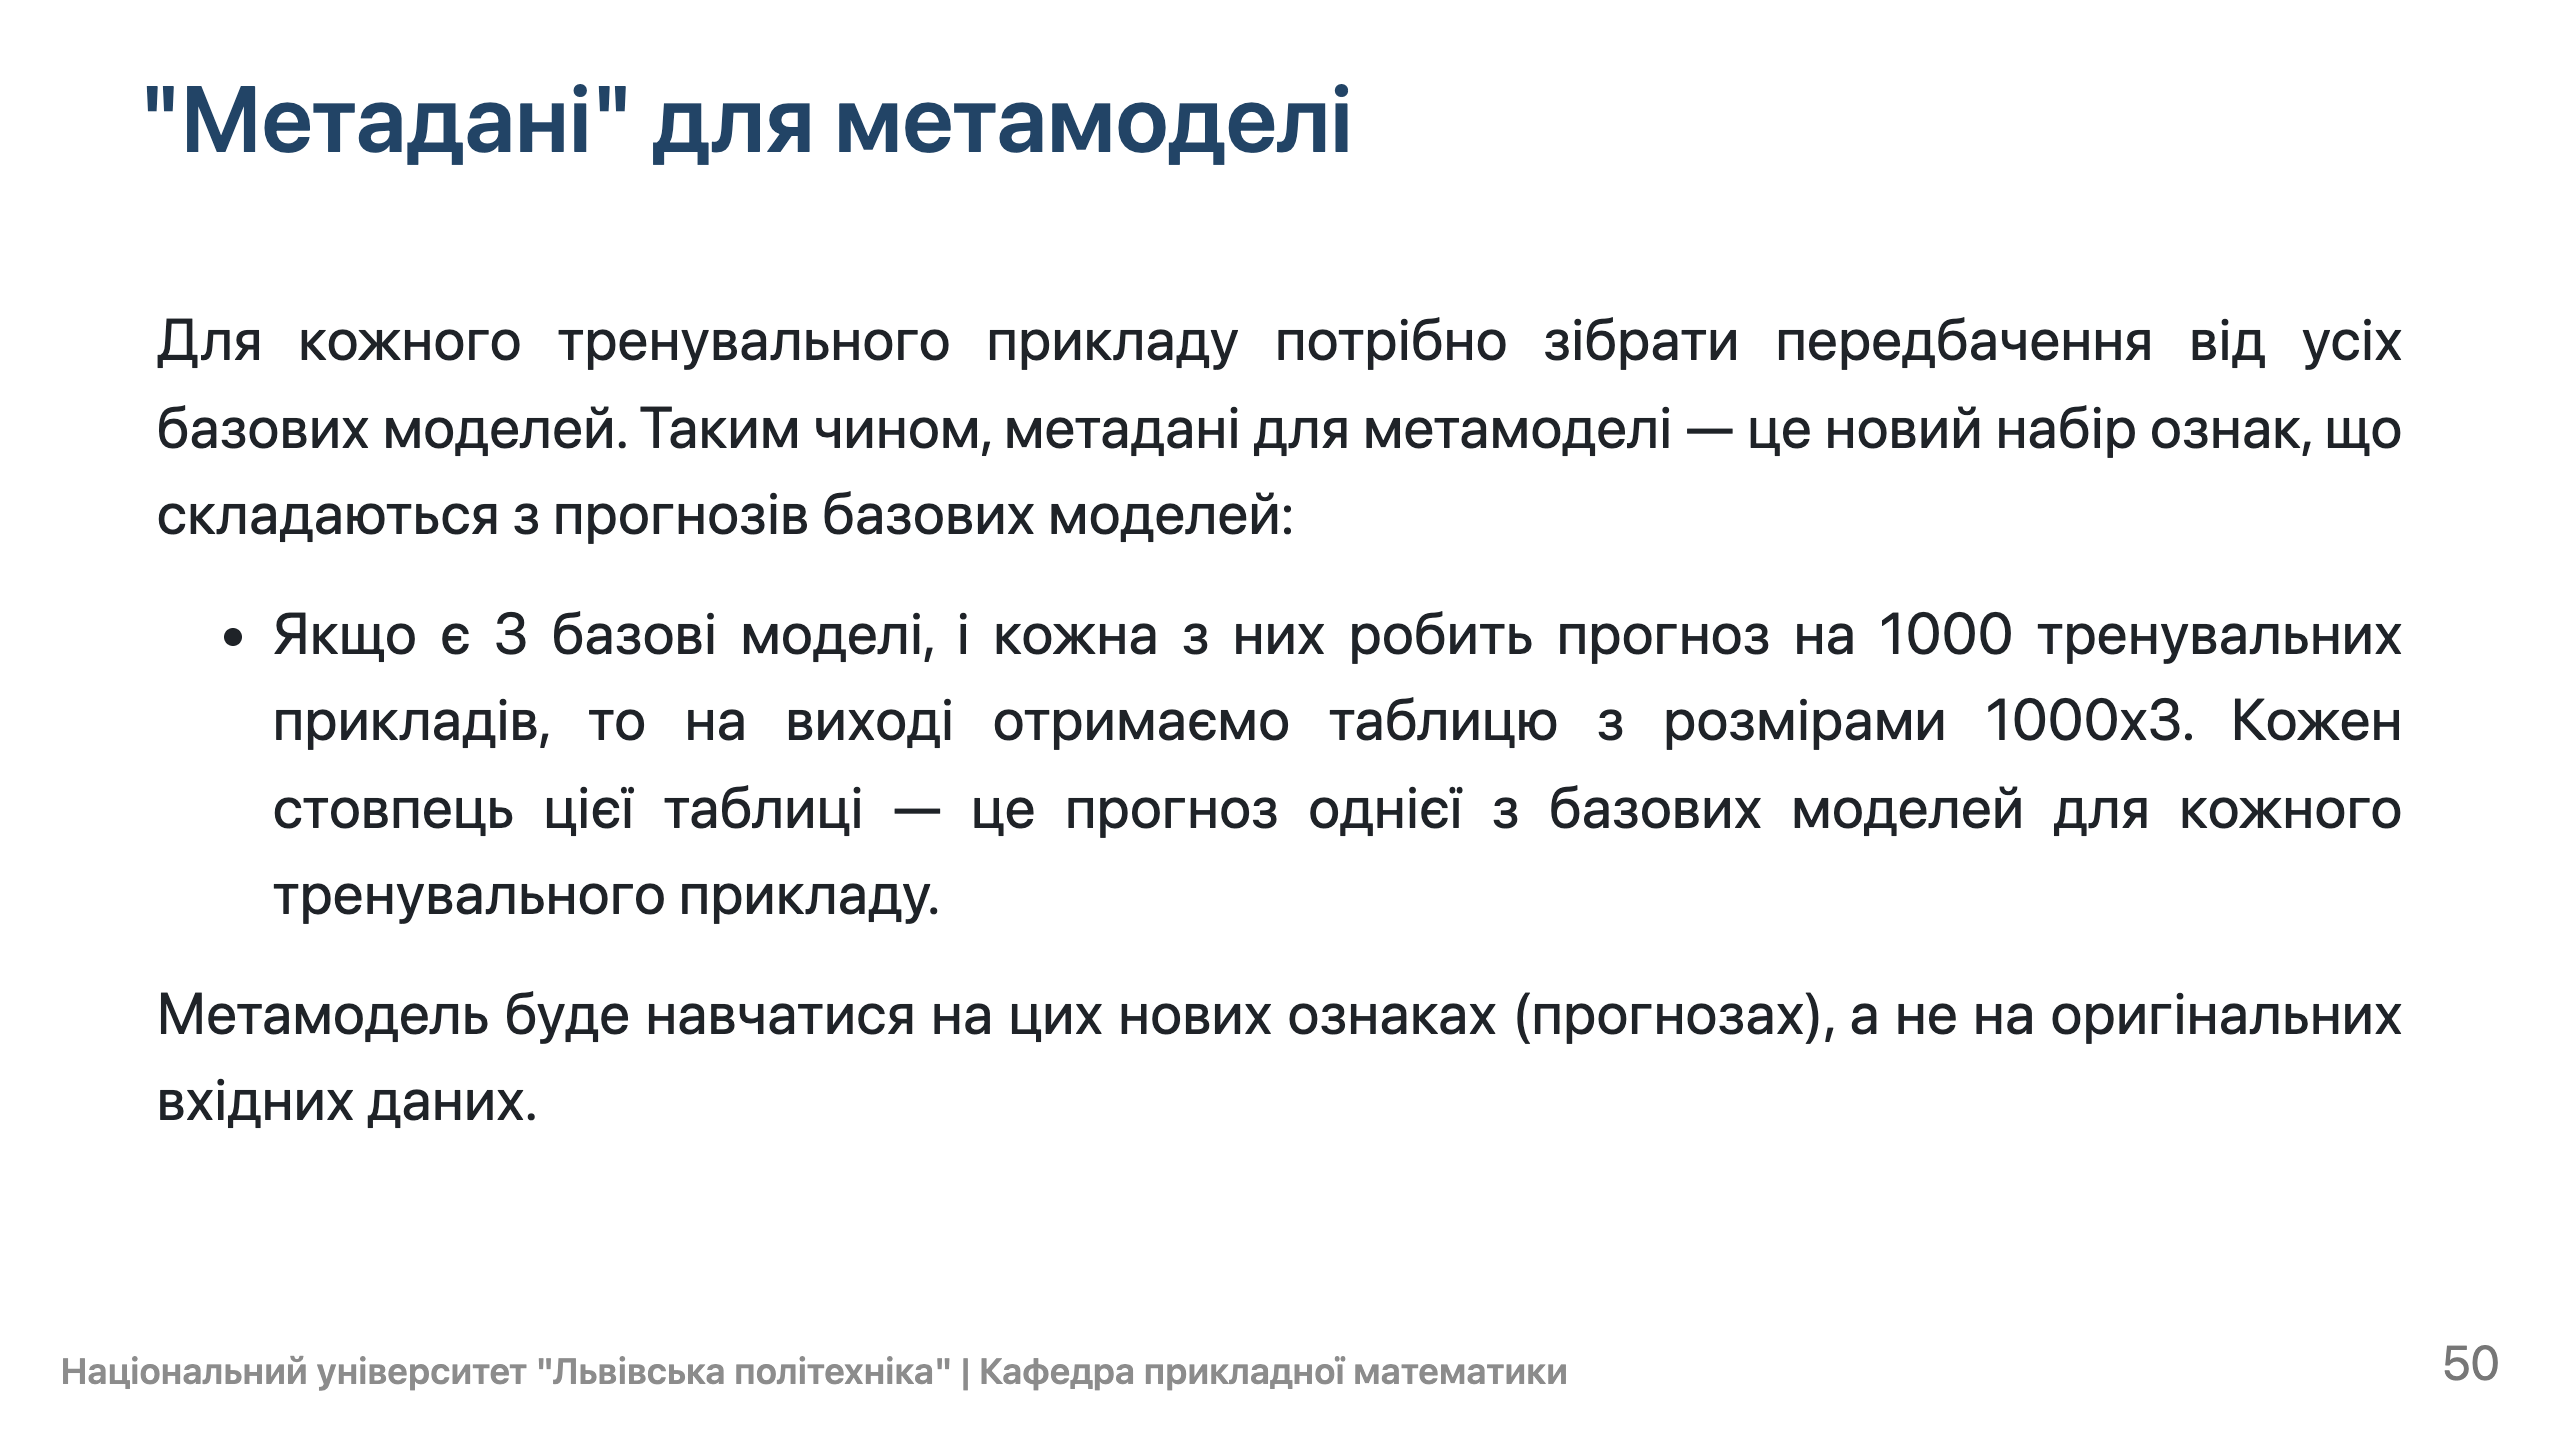 "Метадані" для метамоделі
Для кожного тренувального прикладу потрібно зібрати передбачення від усіх
базових моделей. Таким чином, метадані для метамоделі — це новий набір ознак, що
складаються з прогнозів базових моделей:
• Якщо є 3 базові моделі, і кожна з них робить прогноз на 1000 тренувальних
прикладів, то на виході отримаємо таблицю з розмірами 1000x3. Кожен
стовпець цієї таблиці — це прогноз однієї з базових моделей для кожного
тренувального прикладу.
Метамодель буде навчатися на цих нових ознаках (прогнозах), а не на оригінальних
вхідних даних.
Національний університет "Львівська політехніка" | Кафедра прикладної математики
50